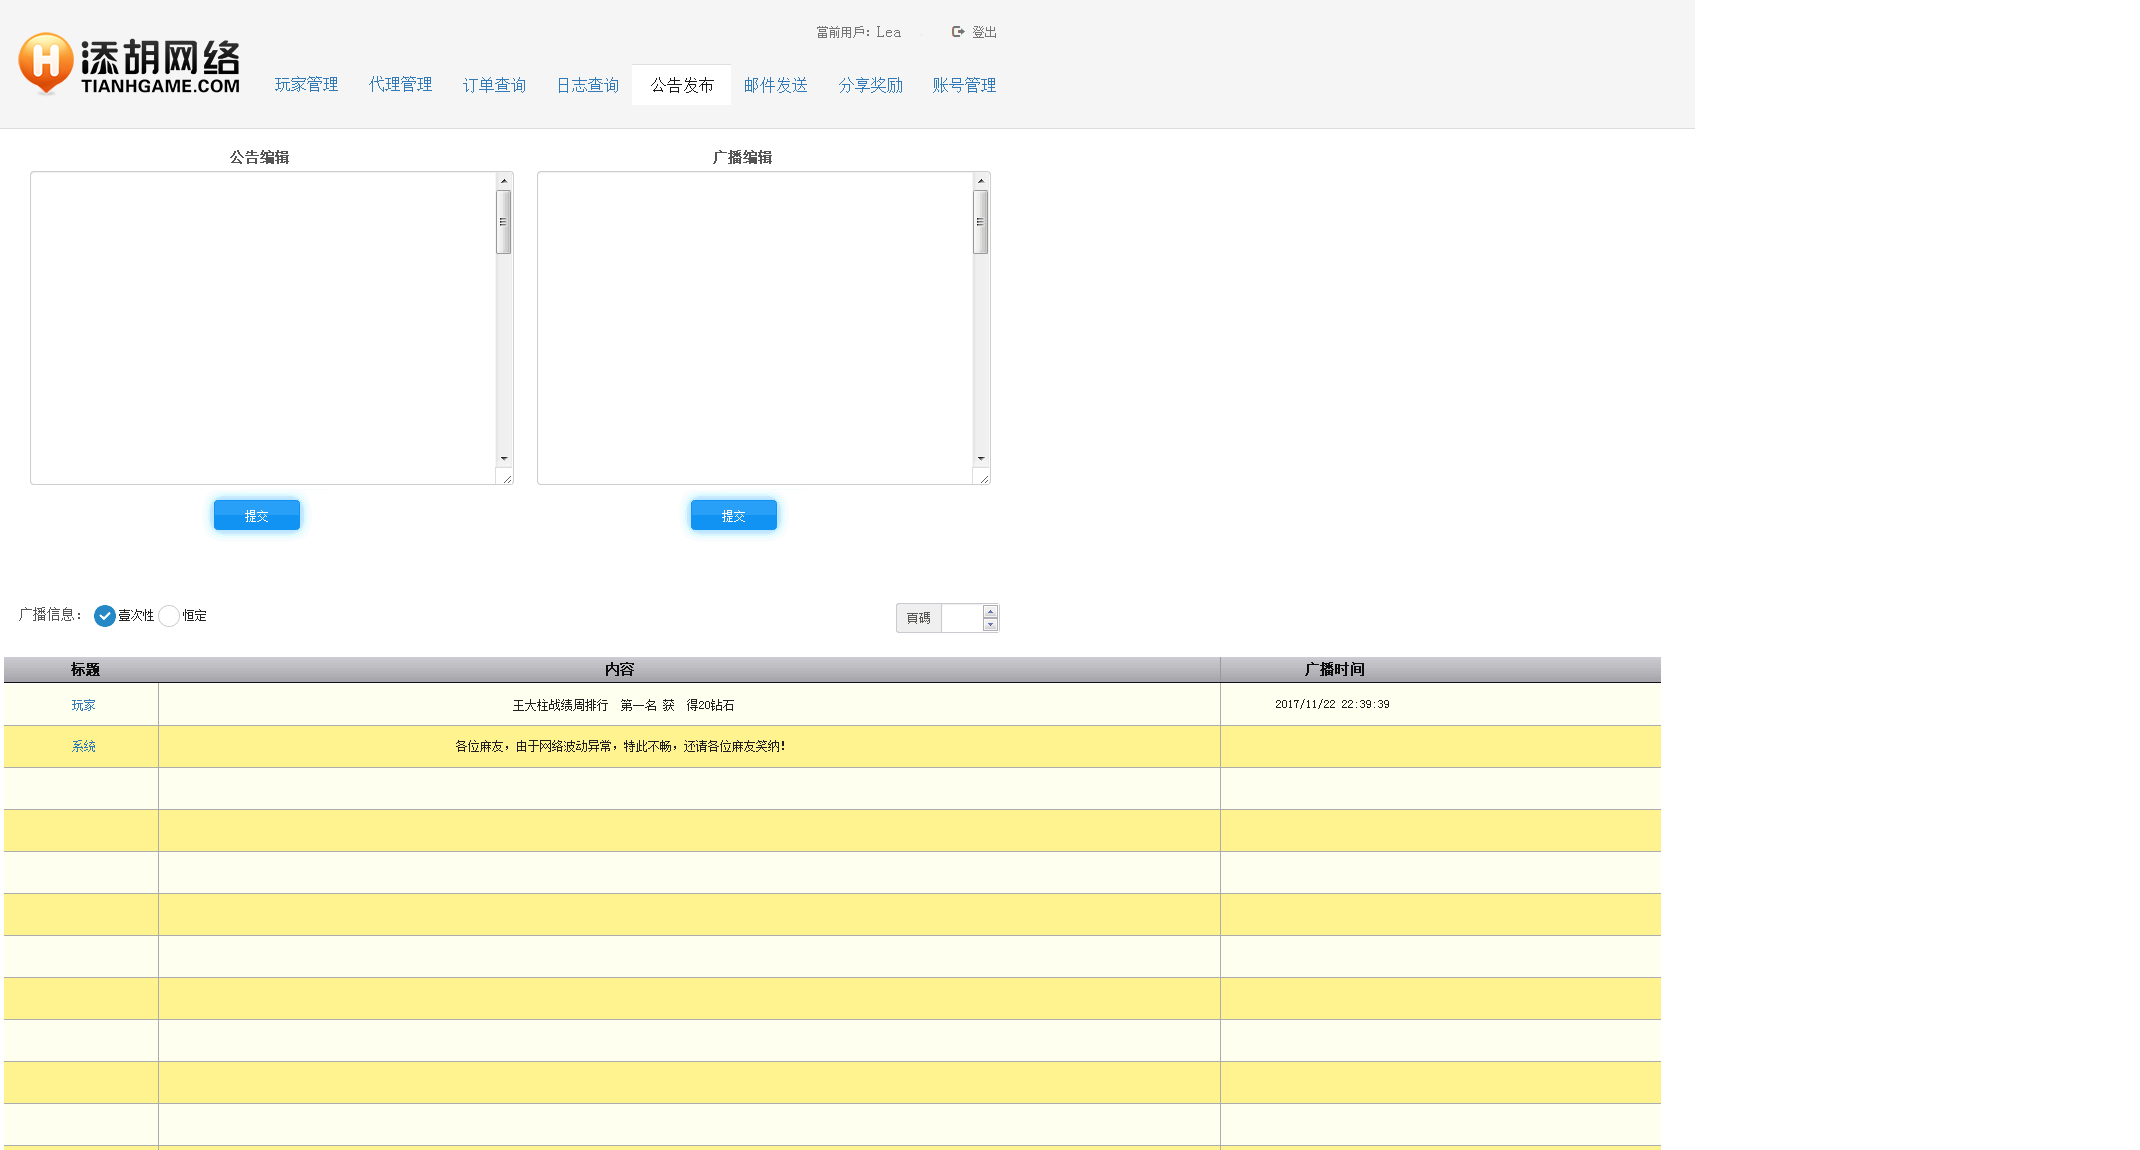 當前用戶：Lea 登出
添胡网络
TIANHGAME.COM
玩家管理 代理管理 订单查询 日志查询 公告发布 邮件发送 分享奖励 账号管理
公告编辑 广播编辑
提交 提交
广播信息： 壹次性 恒定 頁碼
标题 内容 广播时间
玩家 王大柱战绩周排行 第一名 获 得20钻石 2017/11/22 22:39:39
系统 各位麻友，由于网络波动异常，特此不畅，还请各位麻友笑纳！